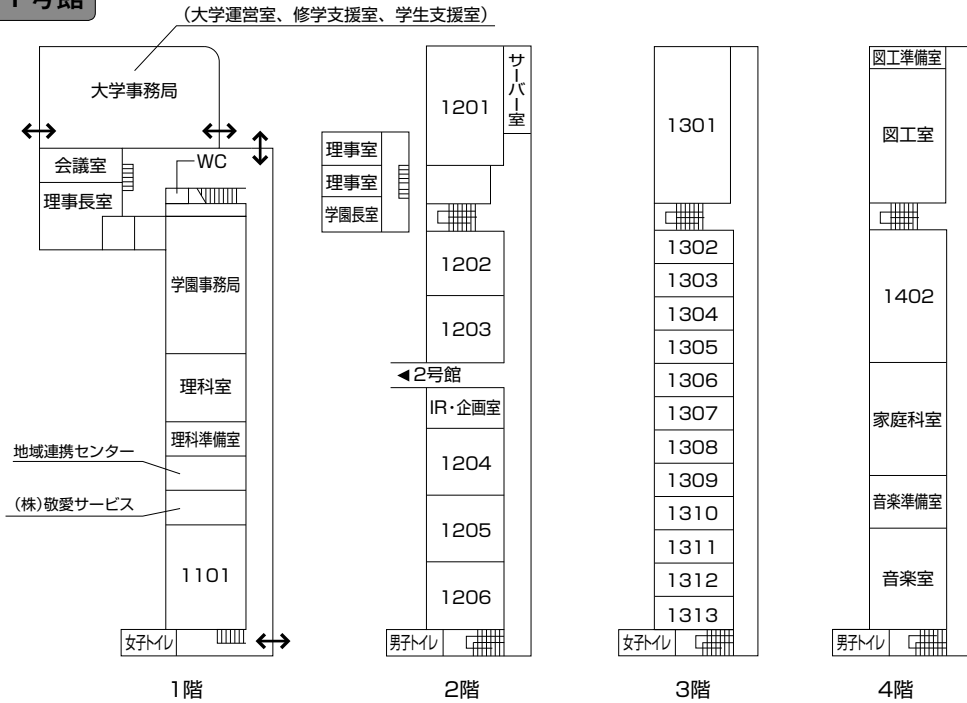 1号館
(大学運営室、修学支援室、学生支援室)
大学事務局
会議室
理事長室
WC
学園事務局
理科室
理科準備室
地域連携センター
(株)敬愛サービス
1101
女子トイレ
1階
1201
サーバー室
理事室
理事室
学園長室
1202
1203
◀2号館
IR・企画室
1204
1205
1206
男子トイレ
2階
1301
1302
1303
1304
1305
1306
1307
1308
1309
1310
1311
1312
1313
女子トイレ
3階
図工準備室
図工室
1402
家庭科室
音楽準備室
音楽室
男子トイレ
4階